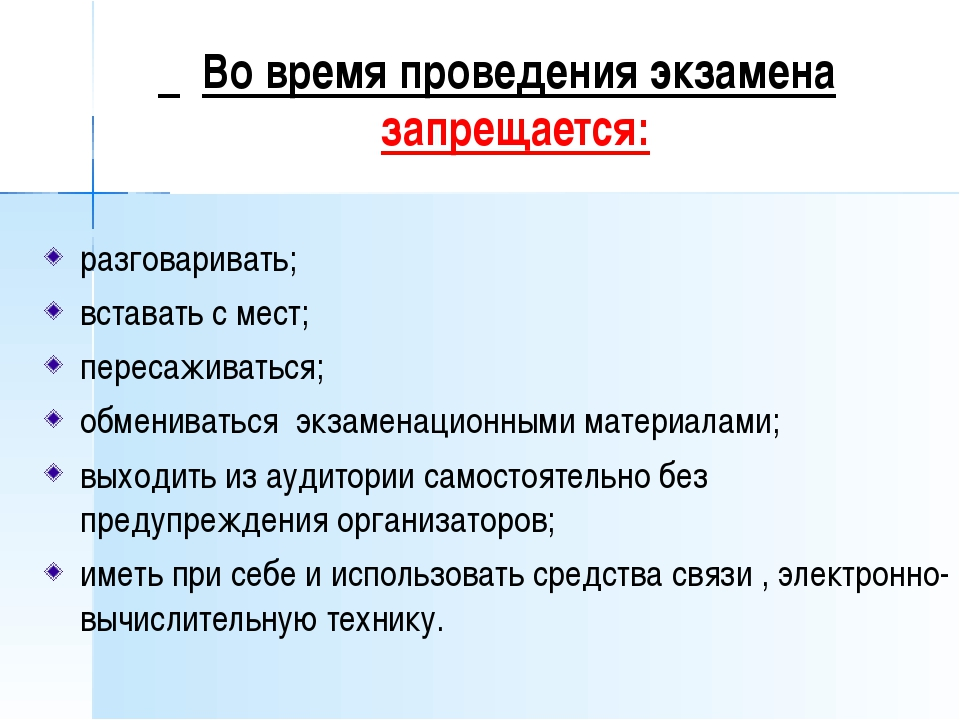 _ Во время проведения экзамена
запрещается:
разговаривать;
вставать с мест;
пересаживаться;
обмениваться  экзаменационными материалами;
выходить из аудитории самостоятельно без
предупреждения организаторов;
иметь при себе и использовать средства связи , электронно-
вычислительную технику.